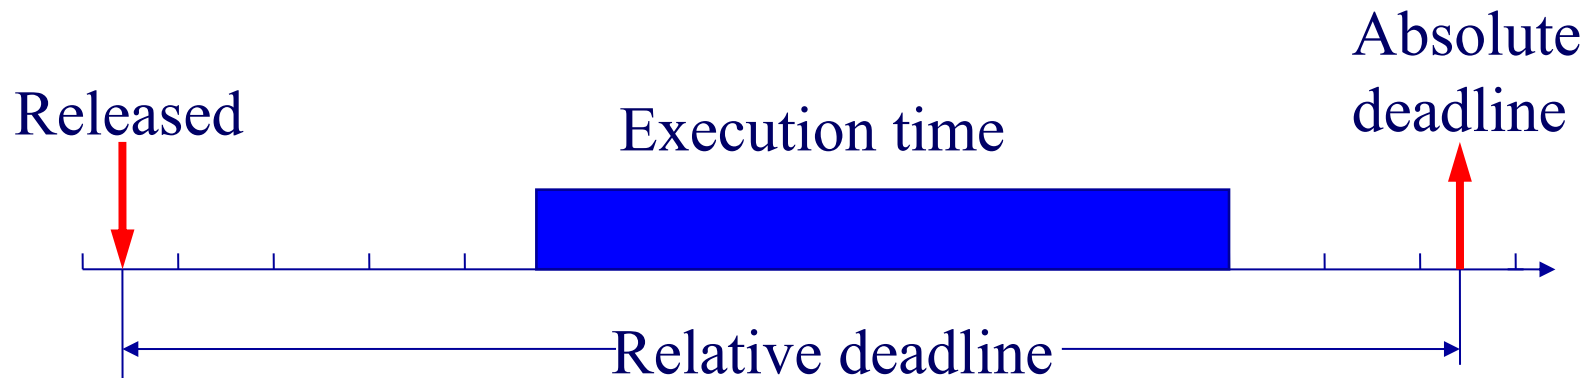 Released
Execution time
Absolute
deadline
Relative deadline